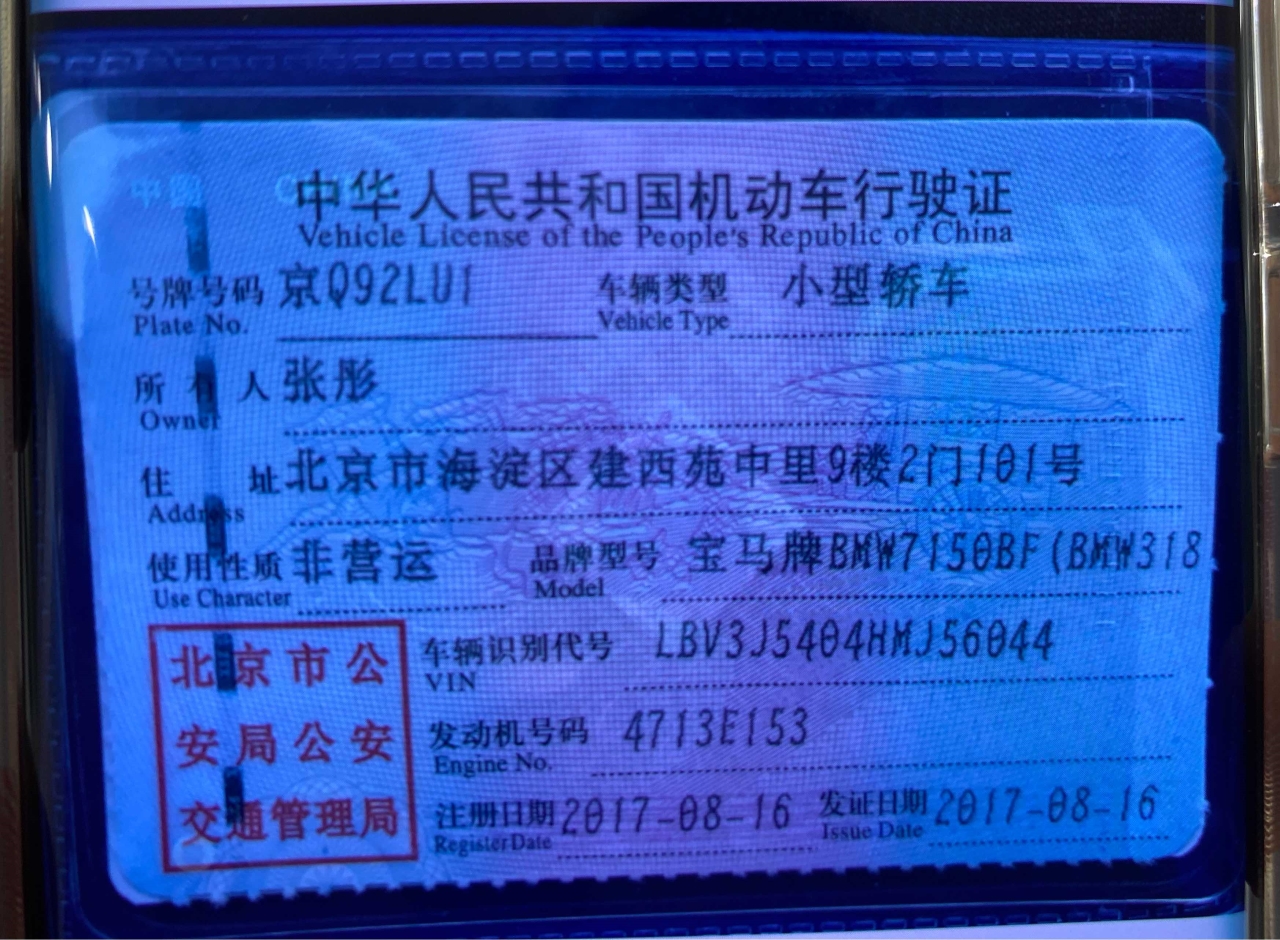 中国
中华人民共和国机动车行驶证
Vehicle License of the People's Republic of China
号牌号码 京Q92LU1 车辆类型 小型轿车
Plate No. Vehicle Type
所有人 张彤
Owner
住址 北京市海淀区建西苑中里9楼2门101号
Address
使用性质 非营运 品牌型号 宝马牌BMW7150BF(BMW318
Use Character Model
北京市公
安局公安
交通管理局
车辆识别代号 LBV3J5404HMJ56044
VIN
发动机号码 4713E153
Engine No.
注册日期 2017-08-16 发证日期 2017-08-16
Register Date Issue Date